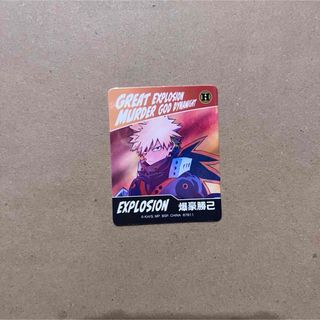 GREAT EXPLOSION
MURDER GOD DYNAMIGHT
EXPLOSION 爆豪勝己